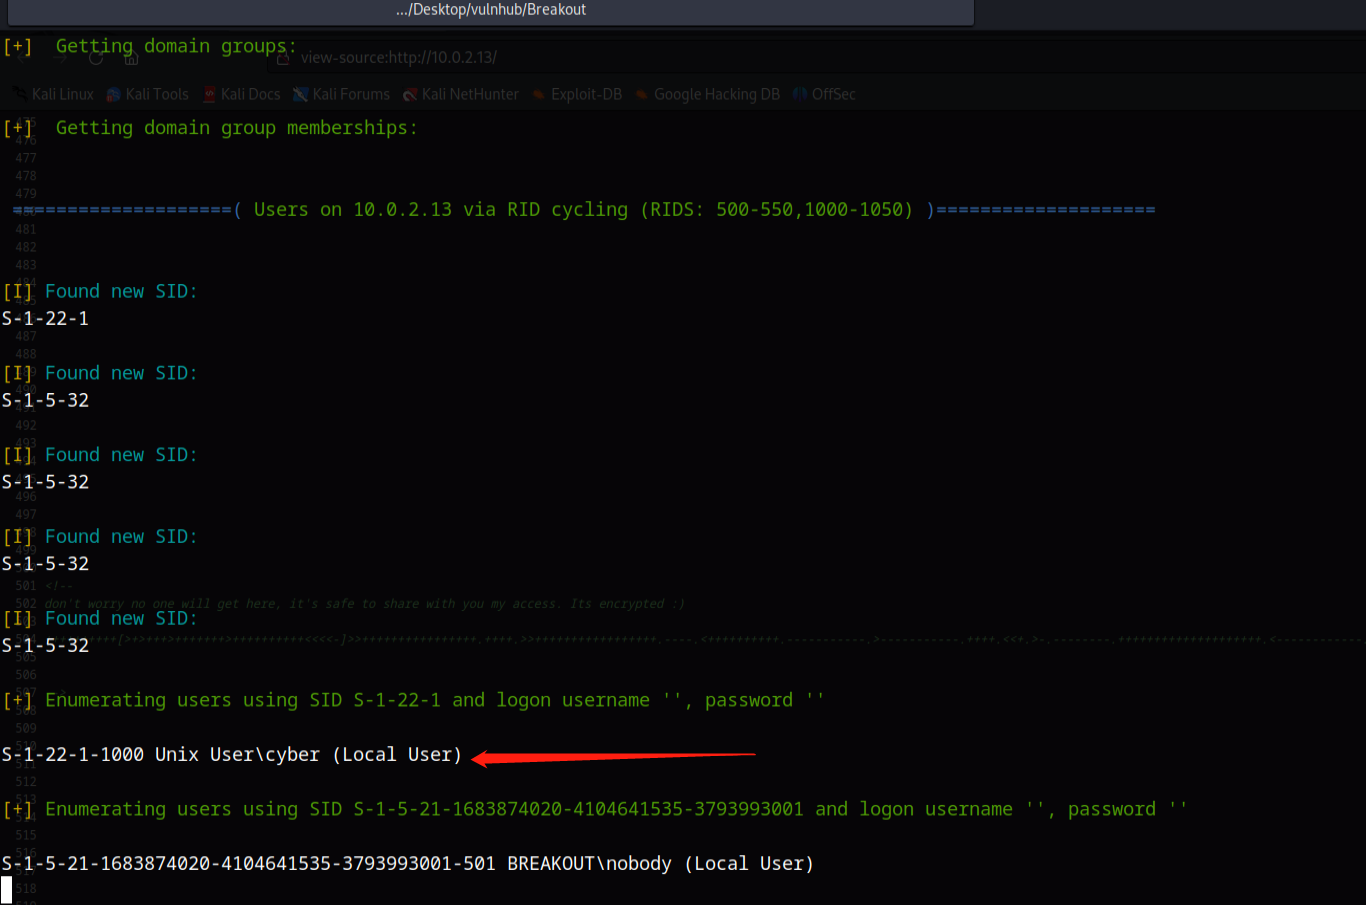 .../Desktop/vulnhub/Breakout
[+]  Getting domain groups:
view-source:http://10.0.2.13/
Kali Linux Kali Tools Kali Docs Kali Forums Kali NetHunter Exploit-DB Google Hacking DB OffSec
[+]  Getting domain group memberships:
476
477
478
479
====================( Users on 10.0.2.13 via RID cycling (RIDS: 500-550,1000-1050) )====================
481
482
483
[I] Found new SID:
S-1-22-1
487
488
[I] Found new SID:
S-1-5-32
492
493
[I] Found new SID:
S-1-5-32
496
497
[I] Found new SID:
S-1-5-32
501 <!--
502 don't worry no one will get here, it's safe to share with you my access. Its encrypted :)
[I] Found new SID:
S-1-5-32
505
506
[+] Enumerating users using SID S-1-22-1 and logon username '', password ''
509
S-1-22-1-1000 Unix User\cyber (Local User)
512
[+] Enumerating users using SID S-1-5-21-1683874020-4104641535-3793993001 and logon username '', password ''
515
S-1-5-21-1683874020-4104641535-3793993001-501 BREAKOUT\nobody (Local User)
518